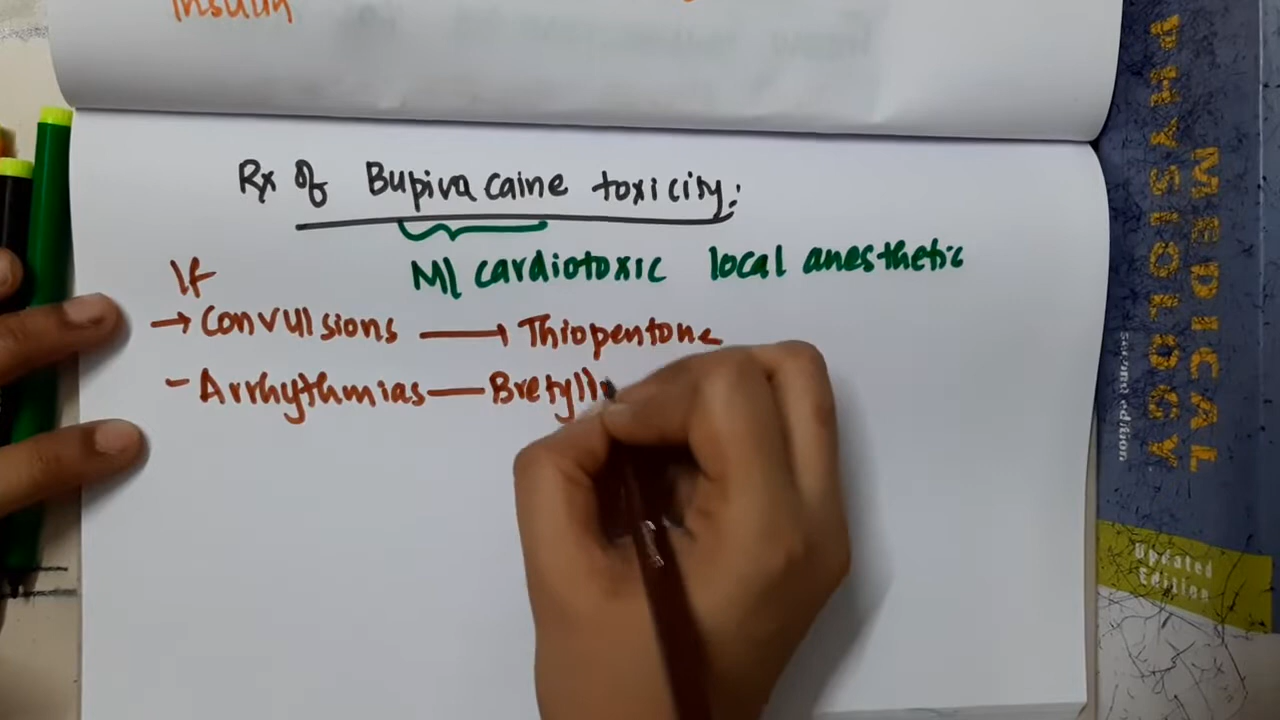 Insulin
Rx of Bupivacaine toxicity:
M/ cardiotoxic local anesthetic
If
→ Convulsions → Thiopentone
- Arrhythmias — Bretyll
MEDICAL
PHYSIOLOGY
Updated
Edition